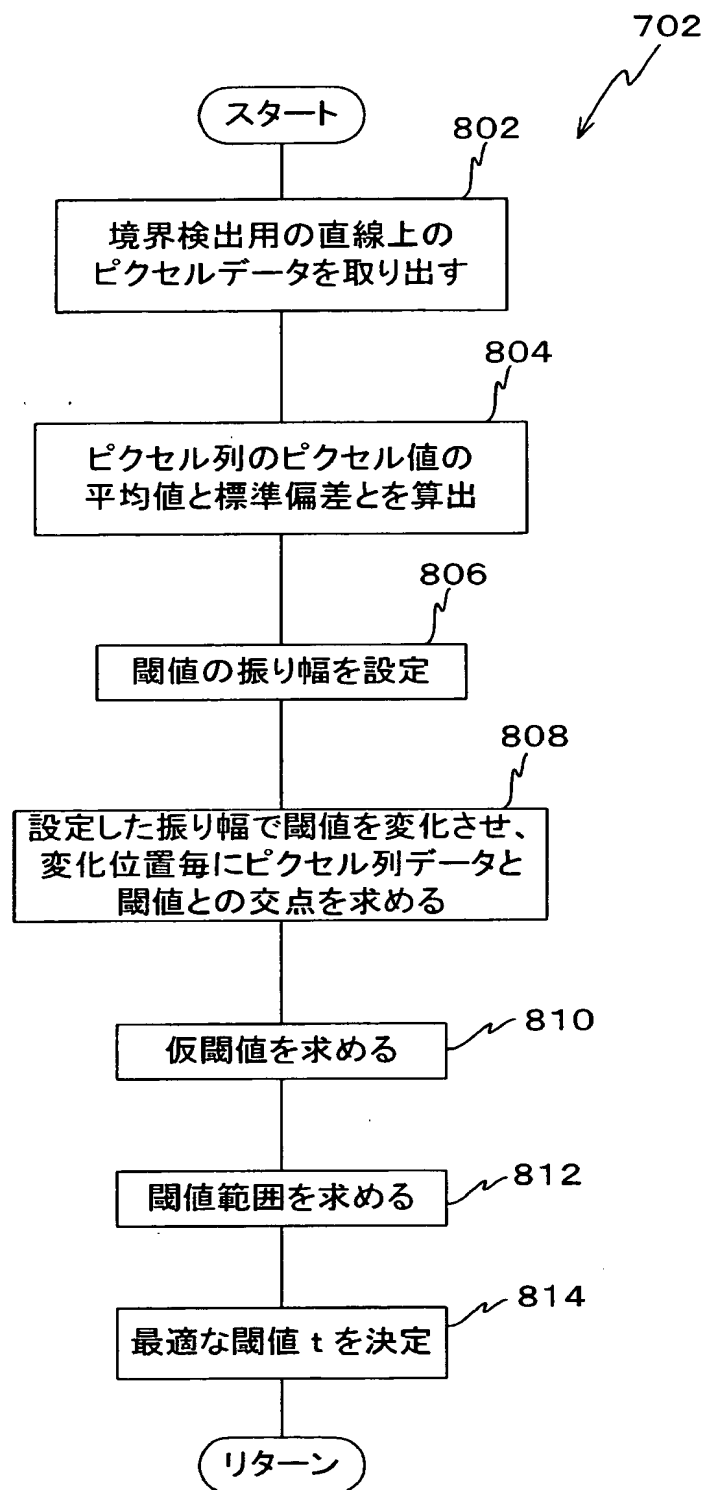 702
スタート
802
境界検出用の直線上の
ピクセルデータを取り出す
804
ピクセル列のピクセル値の
平均値と標準偏差とを算出
806
閾値の振り幅を設定
808
設定した振り幅で閾値を変化させ、
変化位置毎にピクセル列データと
閾値との交点を求める
仮閾値を求める
810
閾値範囲を求める
812
814
最適な閾値 t を決定
リターン